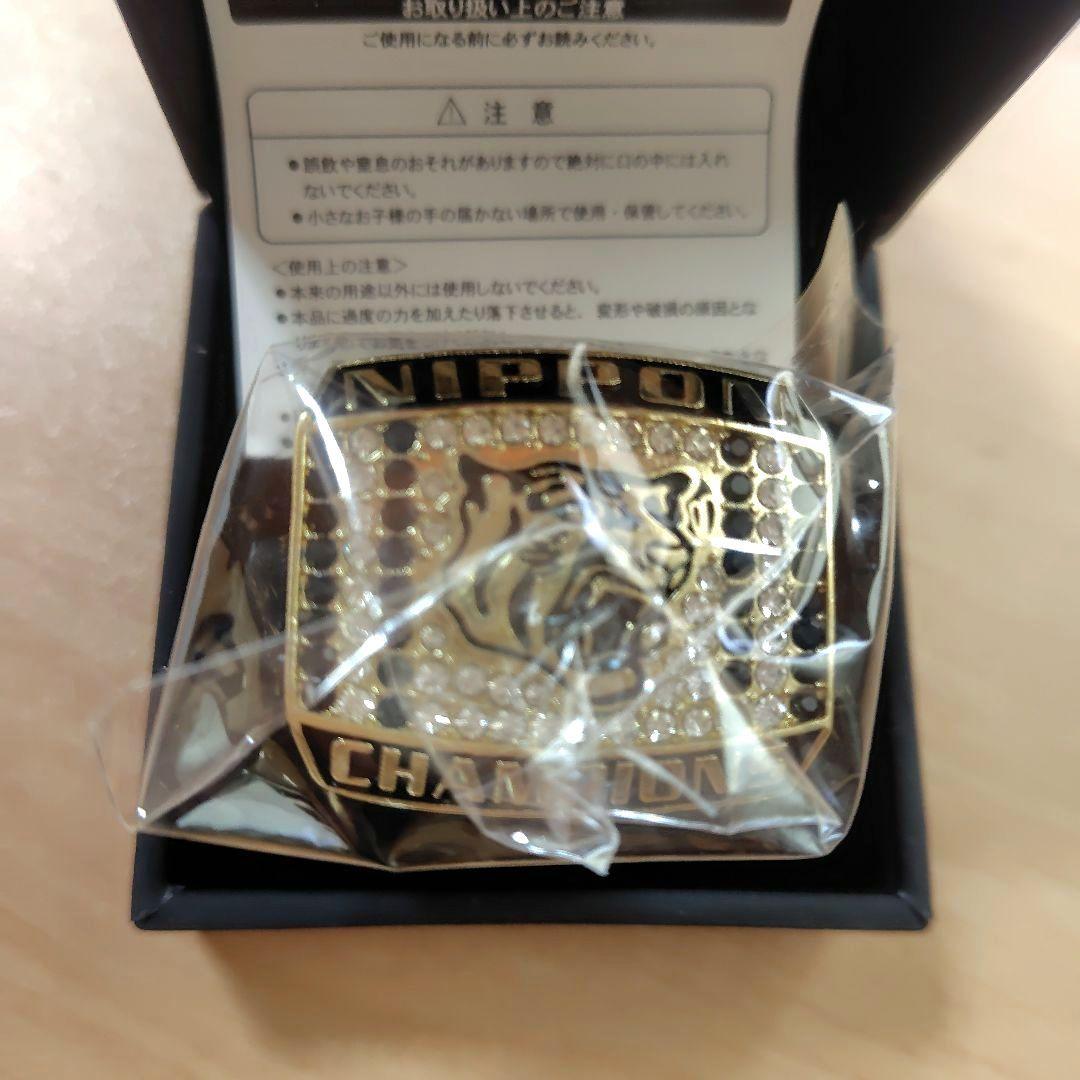 お取り扱い上のご注意
ご使用になる前に必ずお読みください。
⚠ 注 意
●誤飲や窒息のおそれがありますので絶対に口の中には入れ
ないでください。
●小さなお子様の手の届かない場所で使用・保管してください。
＜使用上の注意＞
●本来の用途以外には使用しないでください。
●本品に過度の力を加えたり落下させると、変形や破損の原因とな
NIPPON
CHAMPIONS